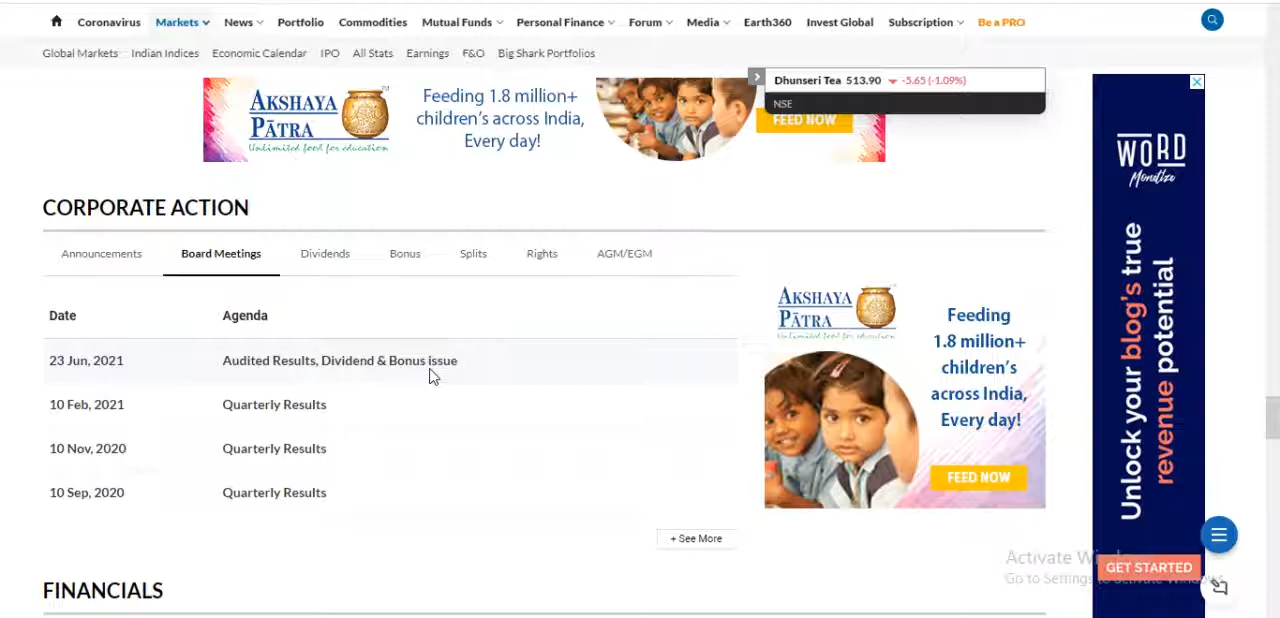 Coronavirus Markets News Portfolio Commodities Mutual Funds Personal Finance Forum Media Earth360 Invest Global Subscription Be a PRO
Global Markets Indian Indices Economic Calendar IPO All Stats Earnings F&O Big Shark Portfolios
Dhunseri Tea 513.90 -5.65 (-1.09%)
NSE
AKSHAYA
PĀTRA
TM
Unlimited food for education
Feeding 1.8 million+
children's across India,
Every day!
FEED NOW
CORPORATE ACTION
Announcements Board Meetings Dividends Bonus Splits Rights AGM/EGM
Date Agenda
23 Jun, 2021 Audited Results, Dividend & Bonus issue
10 Feb, 2021 Quarterly Results
10 Nov, 2020 Quarterly Results
10 Sep, 2020 Quarterly Results
+ See More
AKSHAYA
PĀTRA
Unlimited food for education
Feeding
1.8 million+
children's
across India,
Every day!
FEED NOW
WORD
Monetize
Unlock your blog's true
revenue potential
GET STARTED
Activate Wi
Go to Settings to activate Windows
FINANCIALS